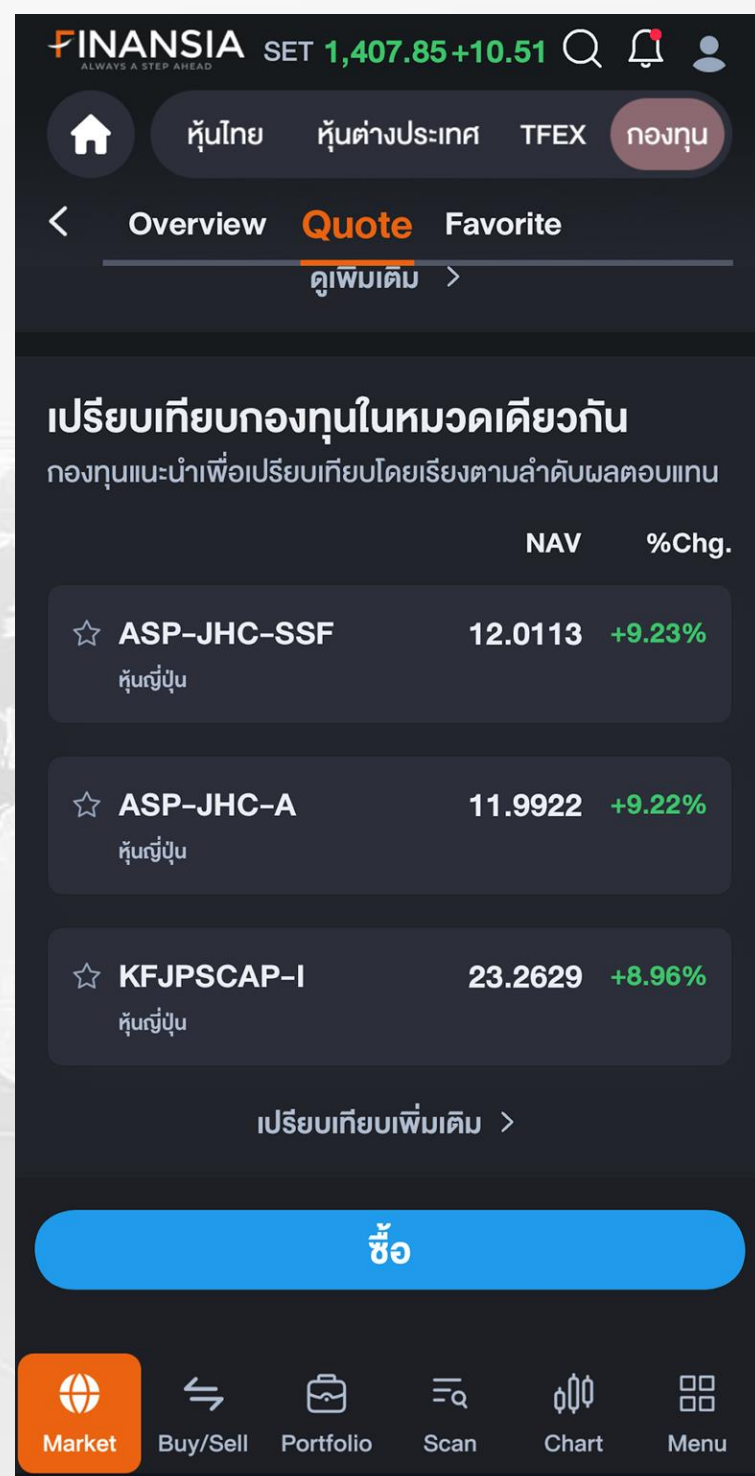 FINANSIA SET 1,407.85 +10.51
ALWAYS A STEP AHEAD
หุ้นไทย หุ้นต่างประเทศ TFEX กองทุน
Overview Quote Favorite
ดูเพิ่มเติม >
เปรียบเทียบกองทุนในหมวดเดียวกัน
กองทุนแนะนำเพื่อเปรียบเทียบโดยเรียงตามลำดับผลตอบแทน
NAV %Chg.
ASP-JHC-SSF 12.0113 +9.23%
หุ้นญี่ปุ่น
ASP-JHC-A 11.9922 +9.22%
หุ้นญี่ปุ่น
KFJPSCAP-I 23.2629 +8.96%
หุ้นญี่ปุ่น
เปรียบเทียบเพิ่มเติม >
ซื้อ
Market Buy/Sell Portfolio Scan Chart Menu